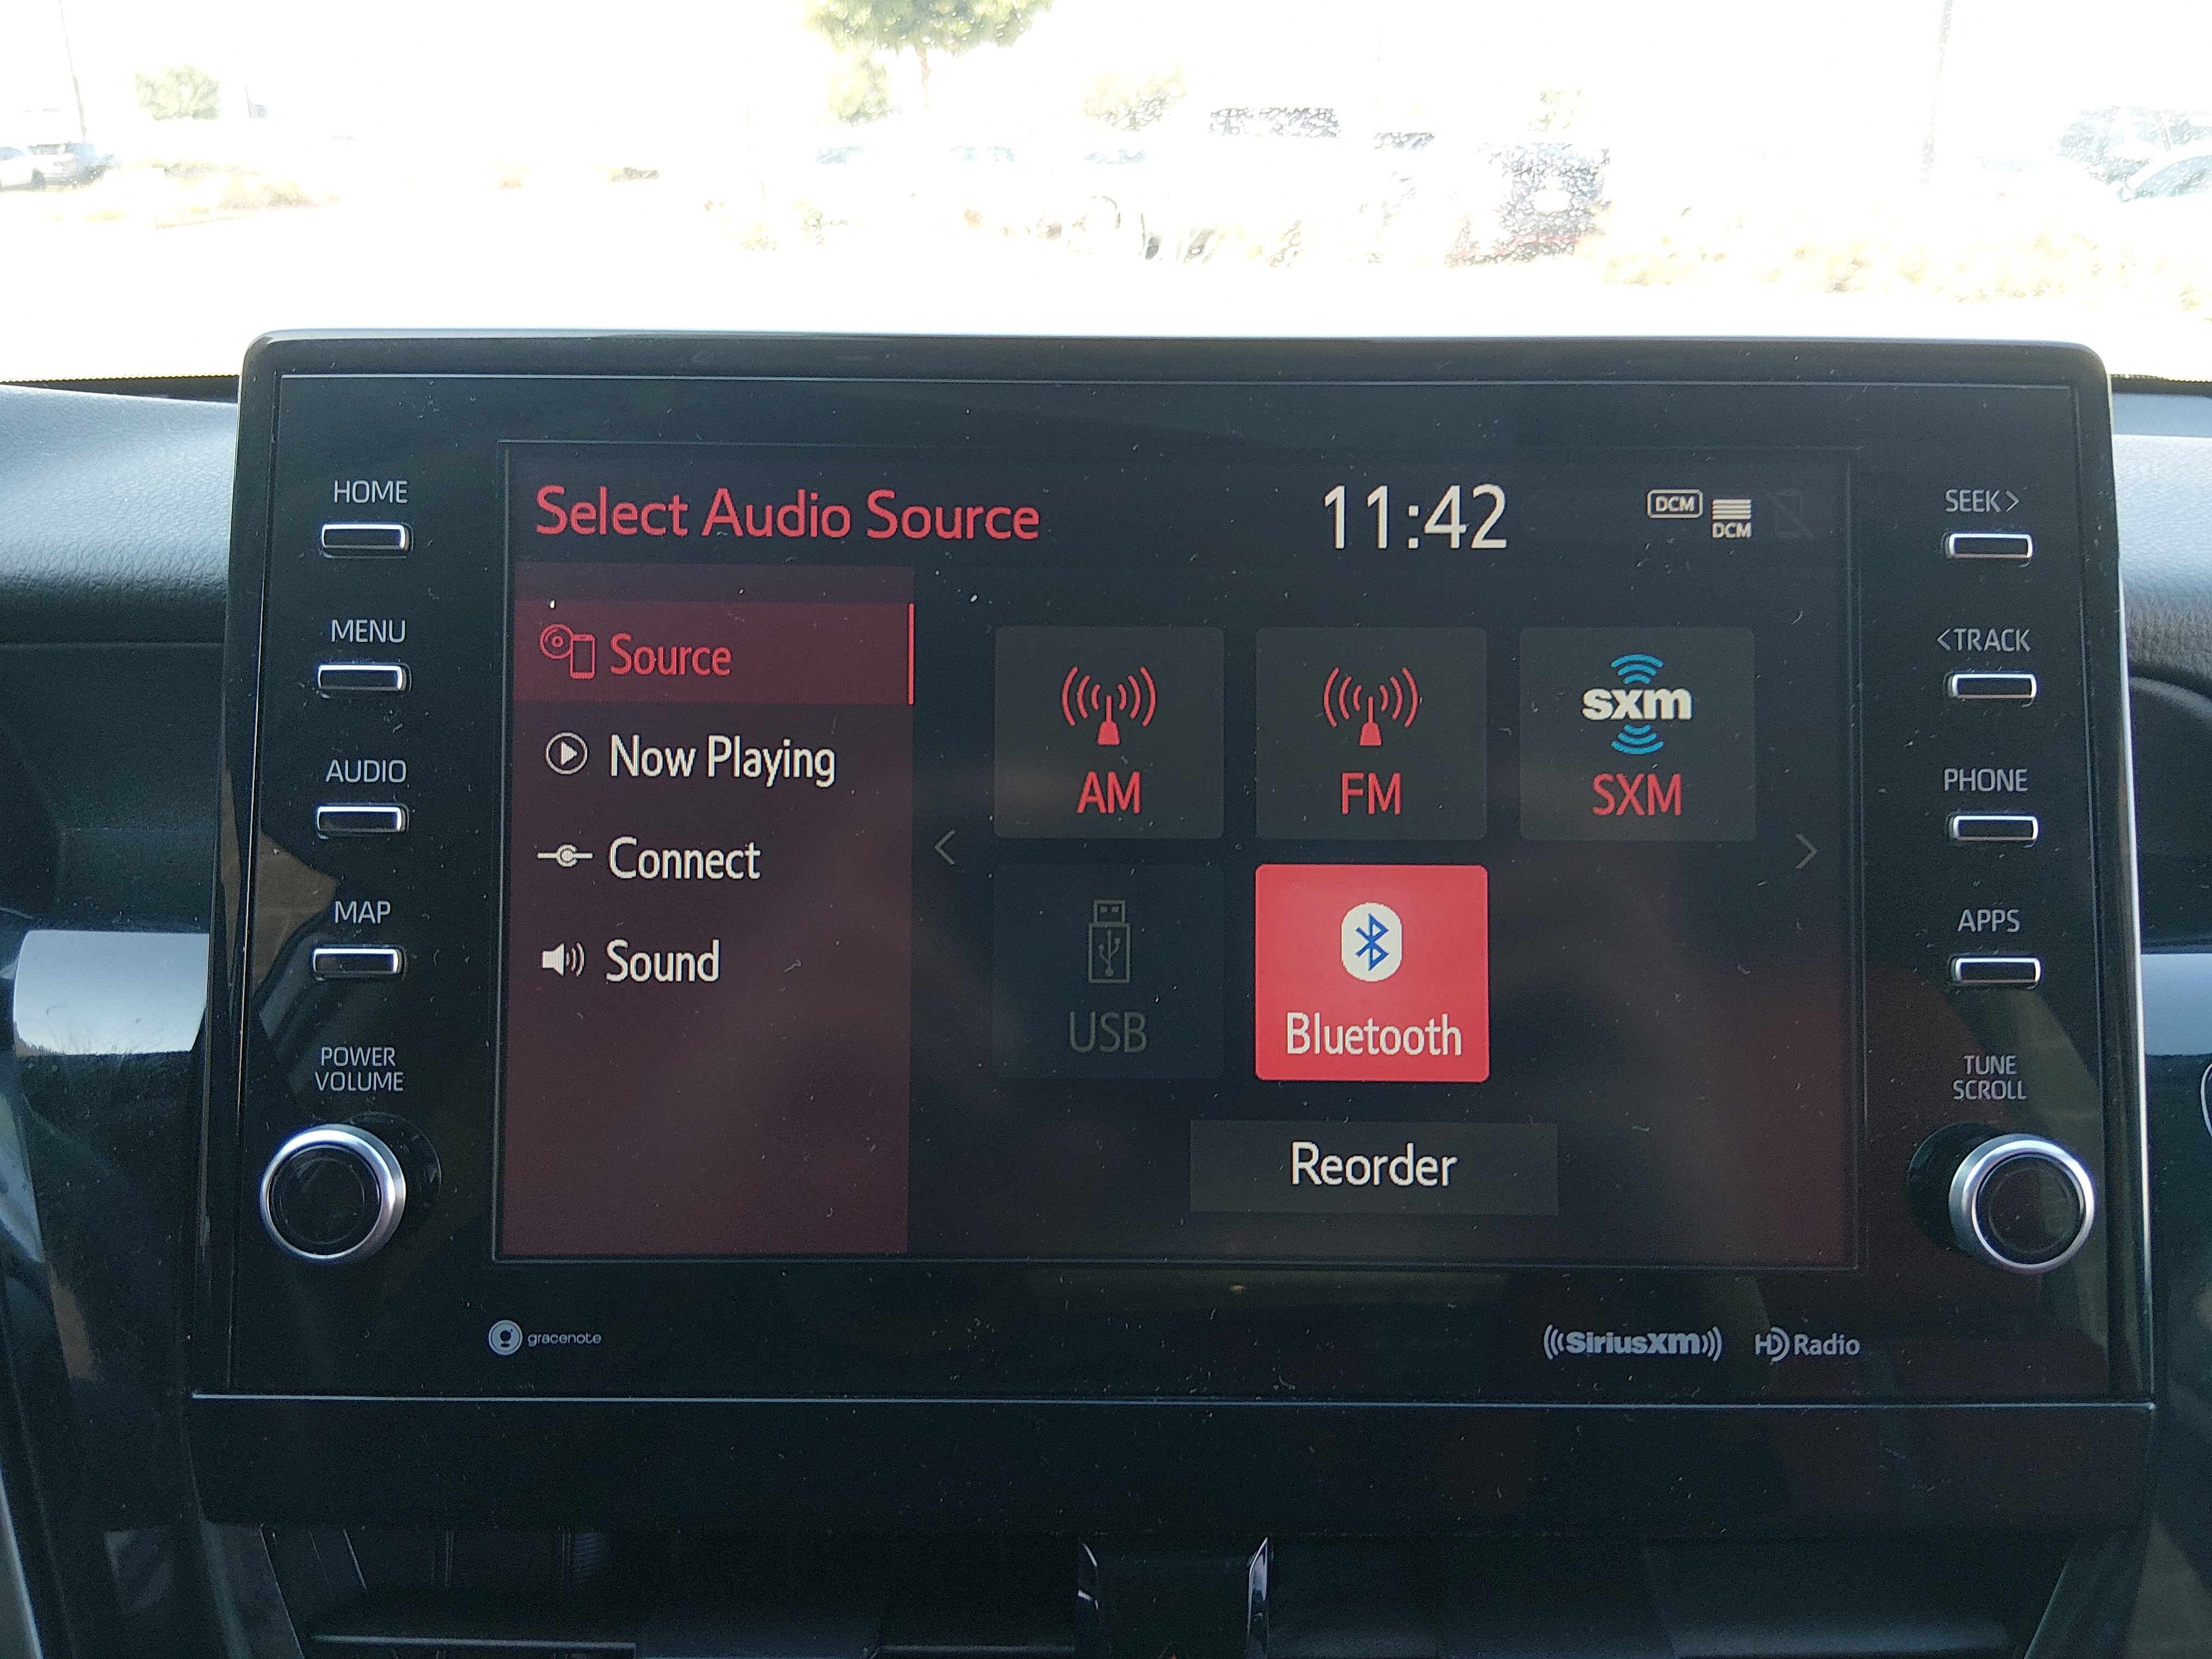 HOME
MENU
AUDIO
MAP
POWER
VOLUME
Select Audio Source
11:42
DCM
DCM
Source
Now Playing
Connect
Sound
AM
FM
sxm
SXM
USB
Bluetooth
Reorder
SEEK >
< TRACK
PHONE
APPS
TUNE
SCROLL
gracenote
((SiriusXM))
HD Radio